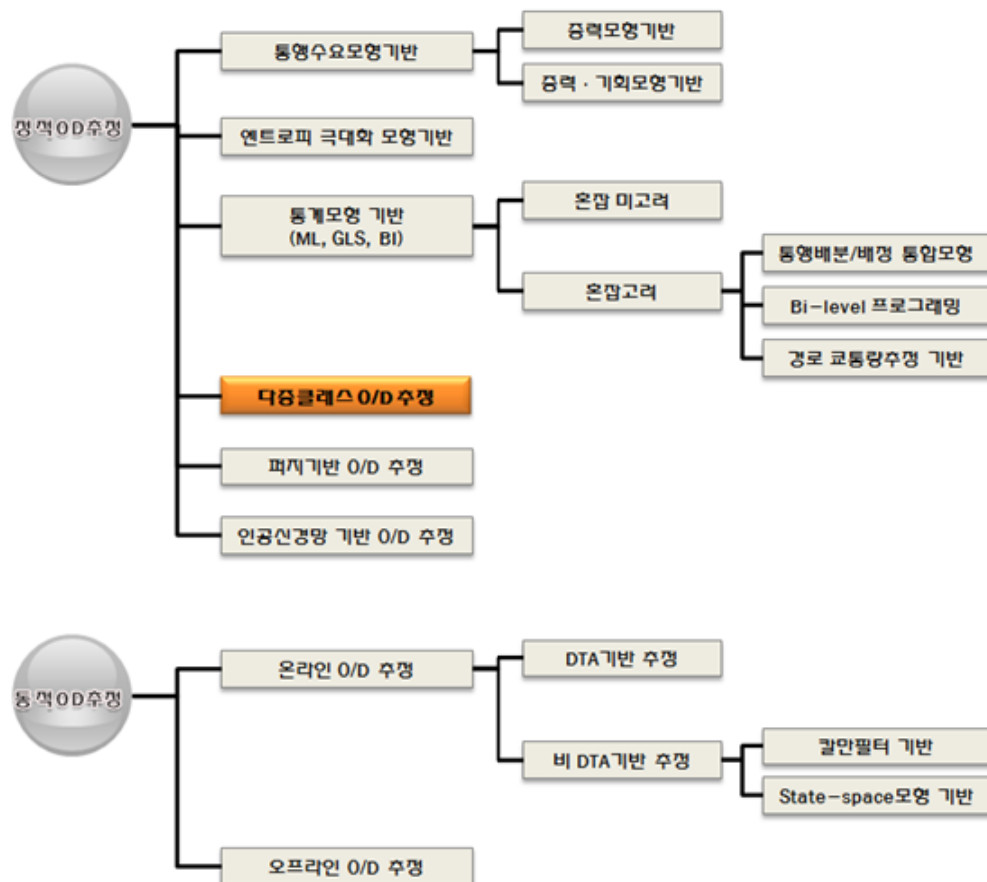 정적OD추정
통행수요모형기반
중력모형기반
중력 · 기회모형기반
엔트로피 극대화 모형기반
통계모형 기반
(ML, GLS, BI)
혼잡 미고려
혼잡고려
통행배분/배정 통합모형
Bi-level 프로그래밍
경로 교통량추정 기반
다중클래스 O/D 추정
퍼지기반 O/D 추정
인공신경망 기반 O/D 추정
동적OD추정
온라인 O/D 추정
DTA기반 추정
비 DTA기반 추정
칼만필터 기반
State-space모형 기반
오프라인 O/D 추정